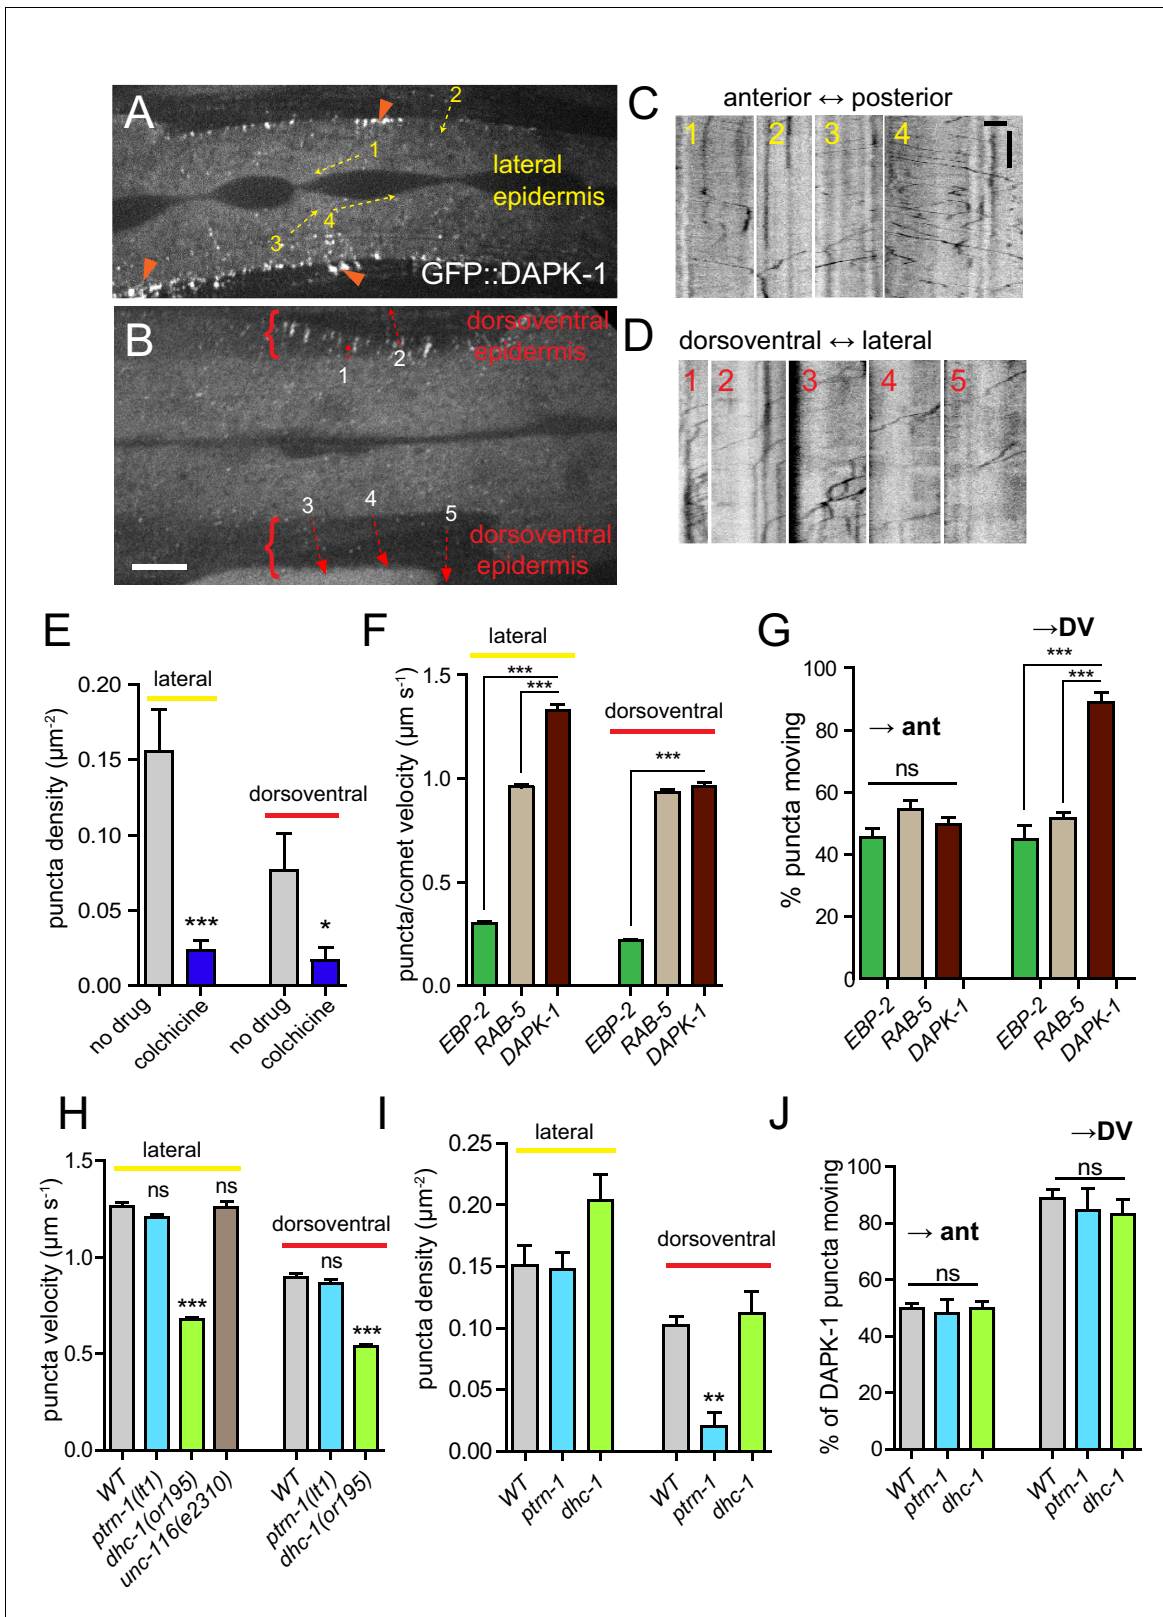 A
2
1
lateral
epidermis
3
4
GFP::DAPK-1
B
dorsoventral
epidermis
1
2
3
4
5
dorsoventral
epidermis
C
anterior ↔ posterior
1
2
3
4
D
dorsoventral ↔ lateral
1
2
3
4
5
E
lateral
dorsoventral
puncta density (µm-2)
0.20
0.15
0.10
0.05
0.00
***
*
no drug
colchicine
no drug
colchicine
F
lateral
***
***
dorsoventral
***
puncta/comet velocity (µm s-1)
1.5
1.0
0.5
0.0
EBP-2
RAB-5
DAPK-1
EBP-2
RAB-5
DAPK-1
G
→DV
***
***
→ ant
ns
% puncta moving
100
80
60
40
20
0
EBP-2
RAB-5
DAPK-1
EBP-2
RAB-5
DAPK-1
H
lateral
ns
ns
***
dorsoventral
ns
***
puncta velocity (µm s-1)
1.5
1.0
0.5
0.0
WT
ptrn-1(lt1)
dhc-1(or195)
unc-116(e2310)
WT
ptrn-1(lt1)
dhc-1(or195)
I
lateral
dorsoventral
**
puncta density (µm-2)
0.25
0.20
0.15
0.10
0.05
0.00
WT
ptrn-1
dhc-1
WT
ptrn-1
dhc-1
J
→DV
ns
→ ant
ns
% of DAPK-1 puncta moving
100
80
60
40
20
0
WT
ptrn-1
dhc-1
WT
ptrn-1
dhc-1